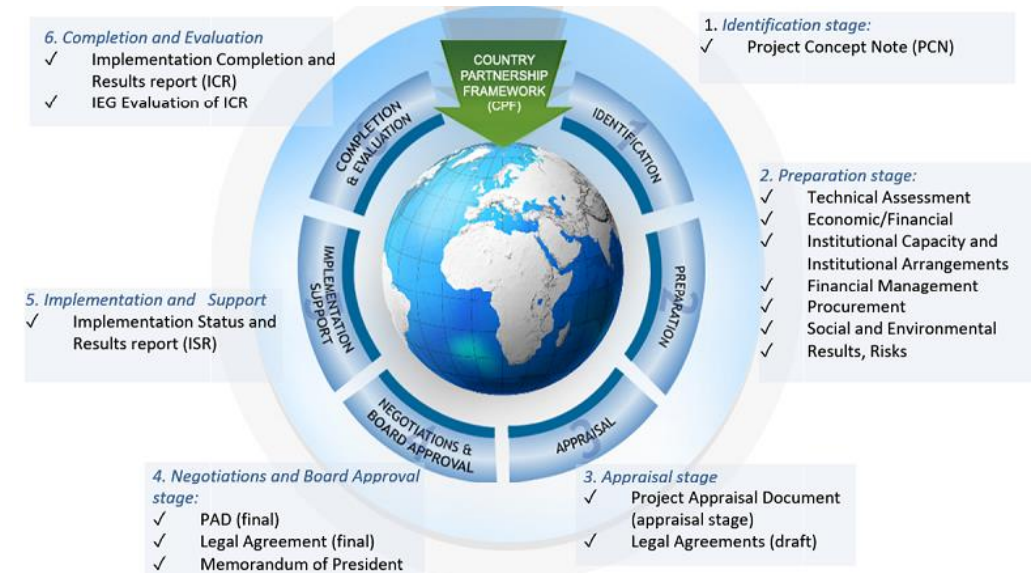 6. Completion and Evaluation
✓ Implementation Completion and
Results report (ICR)
✓ IEG Evaluation of ICR
COUNTRY
PARTNERSHIP
FRAMEWORK
(CPF)
1. Identification stage:
✓ Project Concept Note (PCN)
COMPLETION
& EVALUATION
1
IDENTIFICATION
2. Preparation stage:
✓ Technical Assessment
✓ Economic/Financial
✓ Institutional Capacity and
Institutional Arrangements
✓ Financial Management
✓ Procurement
✓ Social and Environmental
✓ Results, Risks
2
PREPARATION
5. Implementation and Support
✓ Implementation Status and
Results report (ISR)
IMPLEMENTATION
SUPPORT
NEGOTIATIONS &
BOARD APPROVAL
3
APPRAISAL
4. Negotiations and Board Approval
stage:
✓ PAD (final)
✓ Legal Agreement (final)
✓ Memorandum of President
3. Appraisal stage
✓ Project Appraisal Document
(appraisal stage)
✓ Legal Agreements (draft)